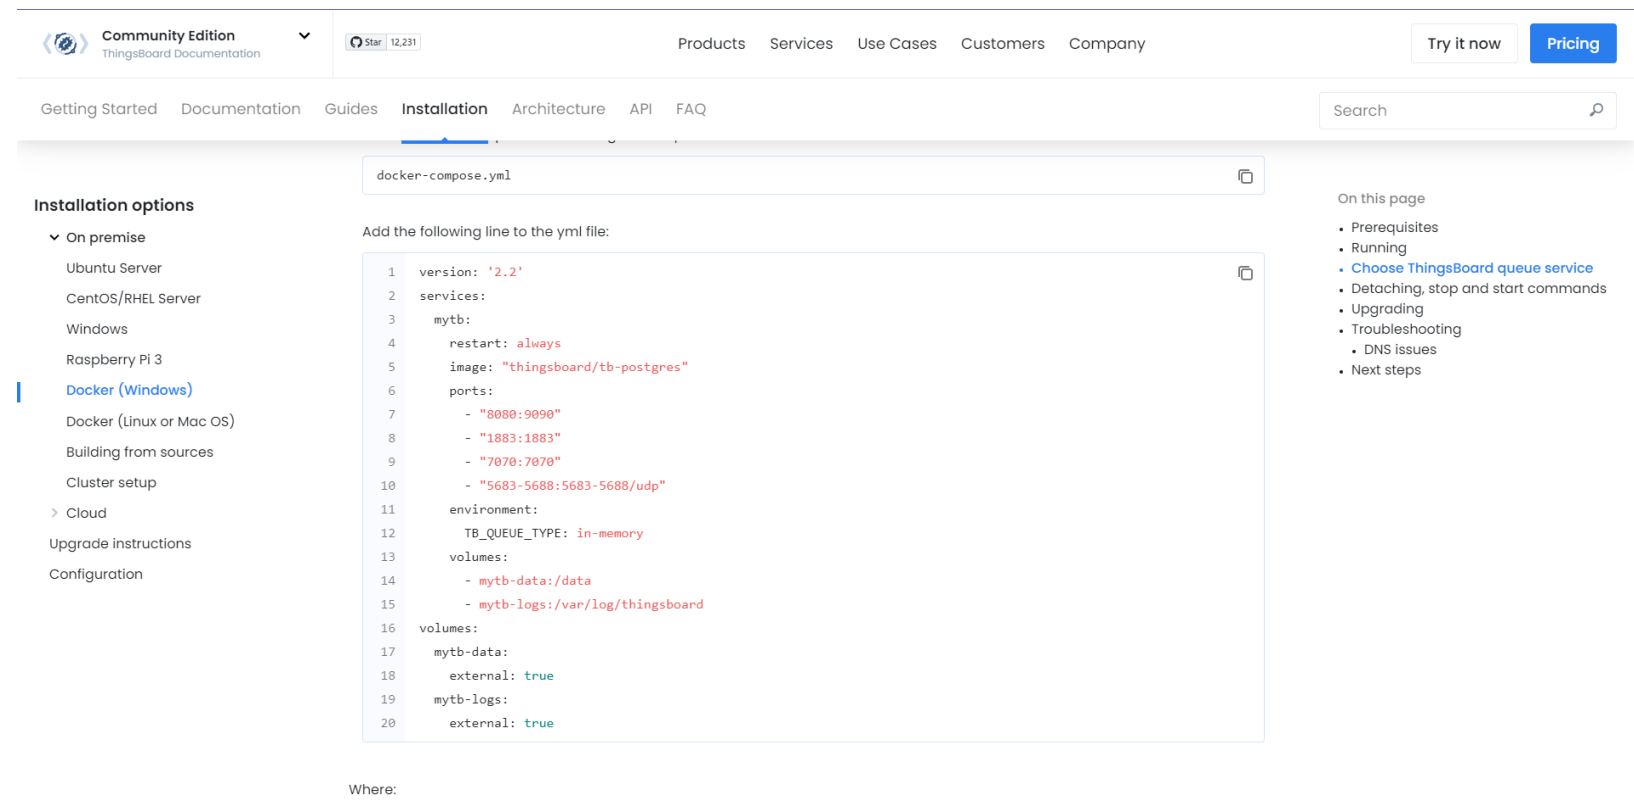 Community Edition
ThingsBoard Documentation
Star 12,231
Products Services Use Cases Customers Company
Try it now
Pricing
Getting Started Documentation Guides Installation Architecture API FAQ
Search
Installation options
On premise
Ubuntu Server
CentOS/RHEL Server
Windows
Raspberry Pi 3
Docker (Windows)
Docker (Linux or Mac OS)
Building from sources
Cluster setup
Cloud
Upgrade instructions
Configuration
docker-compose.yml
Add the following line to the yml file:
1 version: '2.2'
2 services:
3   mytb:
4     restart: always
5     image: "thingsboard/tb-postgres"
6     ports:
7       - "8080:9090"
8       - "1883:1883"
9       - "7070:7070"
10       - "5683-5688:5683-5688/udp"
11     environment:
12       TB_QUEUE_TYPE: in-memory
13     volumes:
14       - mytb-data:/data
15       - mytb-logs:/var/log/thingsboard
16 volumes:
17   mytb-data:
18     external: true
19   mytb-logs:
20     external: true
Where:
On this page
• Prerequisites
• Running
• Choose ThingsBoard queue service
• Detaching, stop and start commands
• Upgrading
• Troubleshooting
• DNS issues
• Next steps